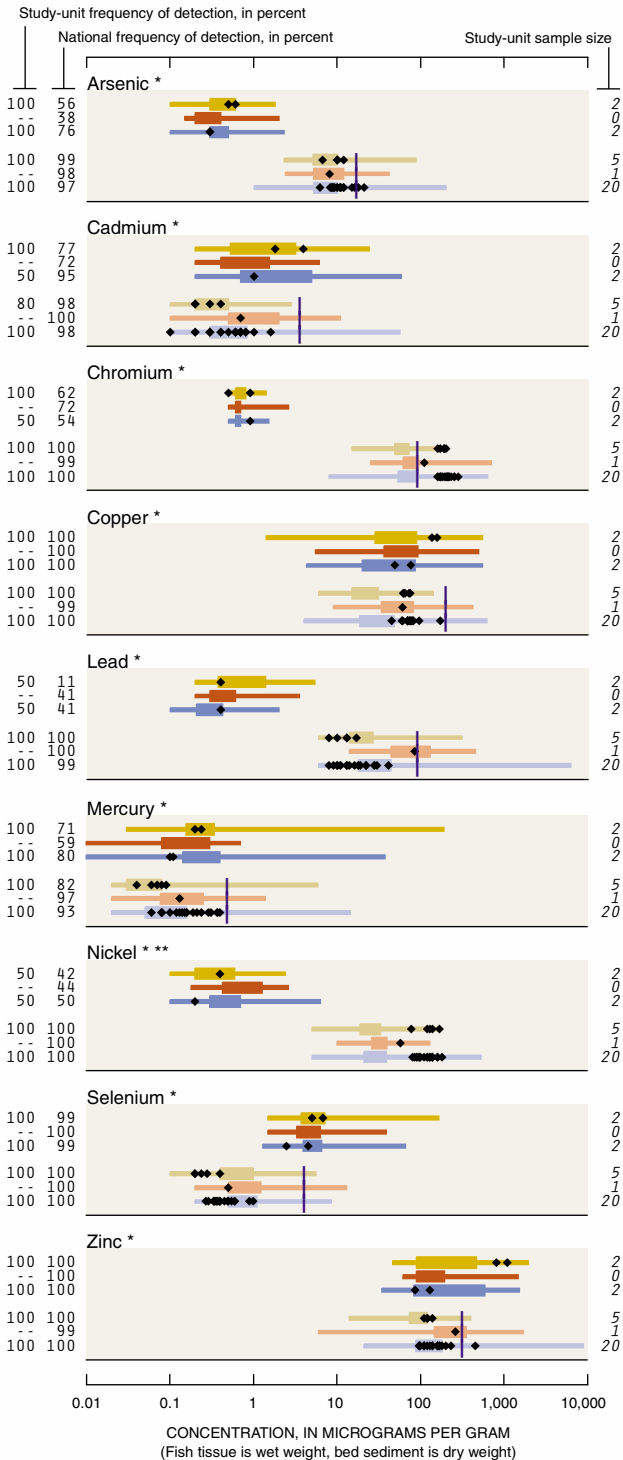 Study-unit frequency of detection, in percent
National frequency of detection, in percent
Study-unit sample size
Arsenic *
100 56 2
-- 38 0
100 76 2
100 99 5
-- 98 1
100 97 20
Cadmium *
100 77 2
-- 72 0
50 95 2
80 98 5
-- 100 1
100 98 20
Chromium *
100 62 2
-- 72 0
50 54 2
100 100 5
-- 99 1
100 100 20
Copper *
100 100 2
-- 100 0
100 100 2
100 100 5
-- 99 1
100 100 20
Lead *
50 11 2
-- 41 0
50 41 2
100 100 5
-- 100 1
100 99 20
Mercury *
100 71 2
-- 59 0
100 80 2
100 82 5
-- 97 1
100 93 20
Nickel * **
50 42 2
-- 44 0
50 50 2
100 100 5
-- 100 1
100 100 20
Selenium *
100 99 2
-- 100 0
100 99 2
100 100 5
-- 100 1
100 100 20
Zinc *
100 100 2
-- 100 0
100 100 2
100 100 5
-- 99 1
100 100 20
0.01 0.1 1 10 100 1,000 10,000
CONCENTRATION, IN MICROGRAMS PER GRAM
(Fish tissue is wet weight, bed sediment is dry weight)